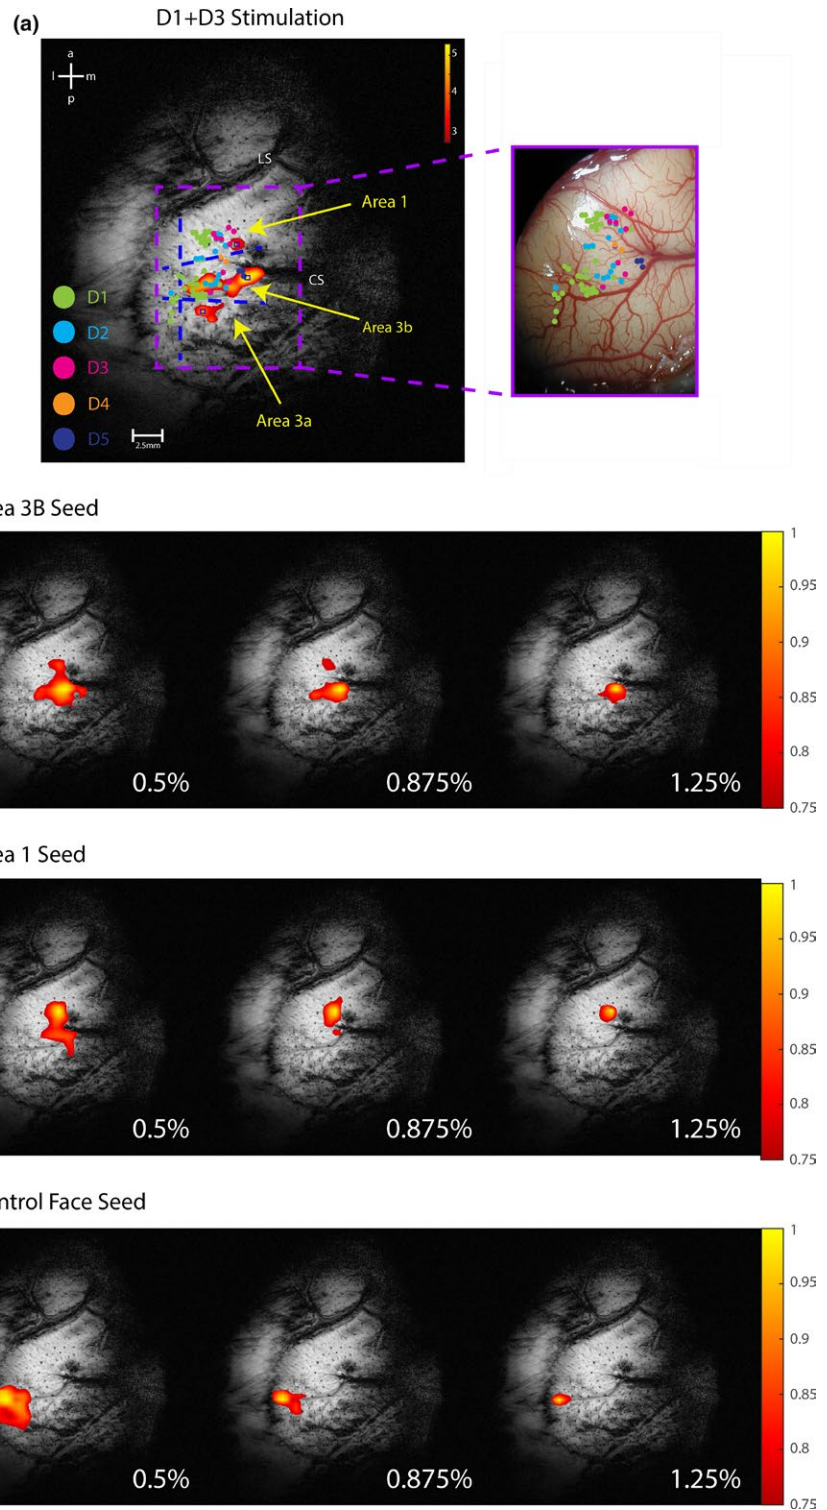 (a)
D1+D3 Stimulation
a
l m
p
5
4
3
LS
Area 1
CS
D1
D2
D3
D4
D5
Area 3b
Area 3a
2.5mm
ea 3B Seed
1
0.95
0.9
0.85
0.8
0.75
0.5% 0.875% 1.25%
ea 1 Seed
1
0.95
0.9
0.85
0.8
0.75
0.5% 0.875% 1.25%
ntrol Face Seed
1
0.95
0.9
0.85
0.8
0.75
0.5% 0.875% 1.25%